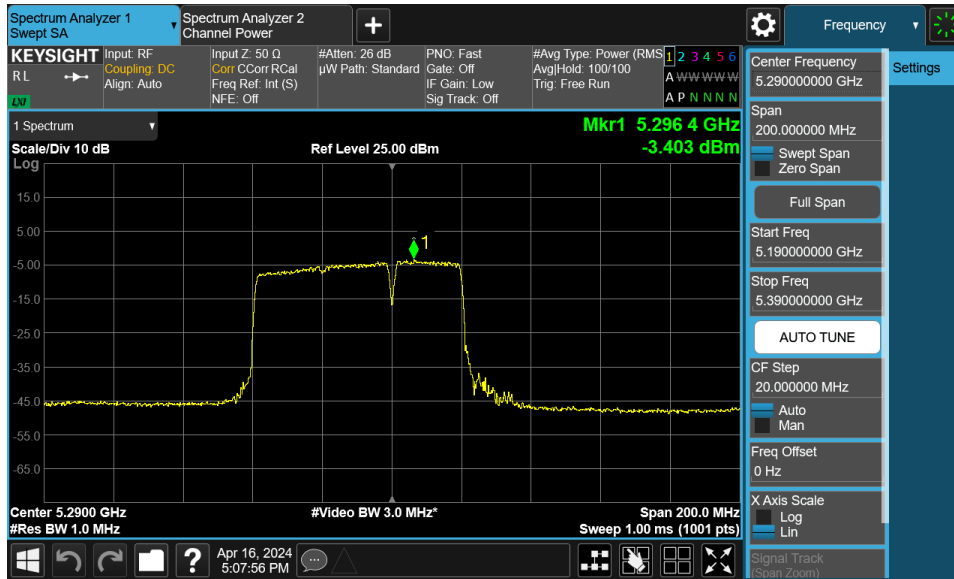 Spectrum Analyzer 1
Swept SA
Spectrum Analyzer 2
Channel Power
Frequency
KEYSIGHT
RL
LXI
Input: RF
Coupling: DC
Align: Auto
Input Z: 50 Ω
Corr CCorr RCal
Freq Ref: Int (S)
NFE: Off
#Atten: 26 dB
µW Path: Standard
PNO: Fast
Gate: Off
IF Gain: Low
Sig Track: Off
#Avg Type: Power (RMS
Avg|Hold: 100/100
Trig: Free Run
1 2 3 4 5 6
A W W W W W
A P N N N N
1 Spectrum
Scale/Div 10 dB
Log
Ref Level 25.00 dBm
Mkr1 5.296 4 GHz
-3.403 dBm
15.0
5.00
-5.00
-15.0
-25.0
-35.0
-45.0
-55.0
-65.0
1
Center 5.2900 GHz
#Res BW 1.0 MHz
#Video BW 3.0 MHz*
Span 200.0 MHz
Sweep 1.00 ms (1001 pts)
?
Apr 16, 2024
5:07:56 PM
Center Frequency
5.290000000 GHz
Span
200.000000 MHz
Swept Span
Zero Span
Full Span
Start Freq
5.190000000 GHz
Stop Freq
5.390000000 GHz
AUTO TUNE
CF Step
20.000000 MHz
Auto
Man
Freq Offset
0 Hz
X Axis Scale
Log
Lin
Signal Track
(Span Zoom)
Settings